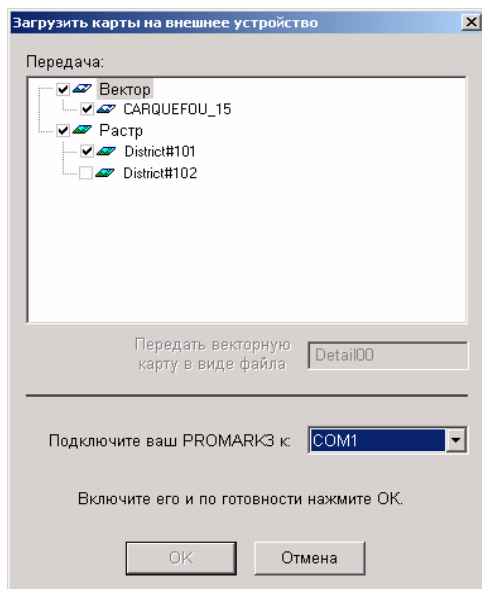 Загрузить карты на внешнее устройство
Передача:
Вектор
CARQUEFOU_15
Растр
District#101
District#102
Передать векторную
карту в виде файла
Detail00
Подключите ваш PROMARK3 к:
COM1
Включите его и по готовности нажмите ОК.
OK
Отмена